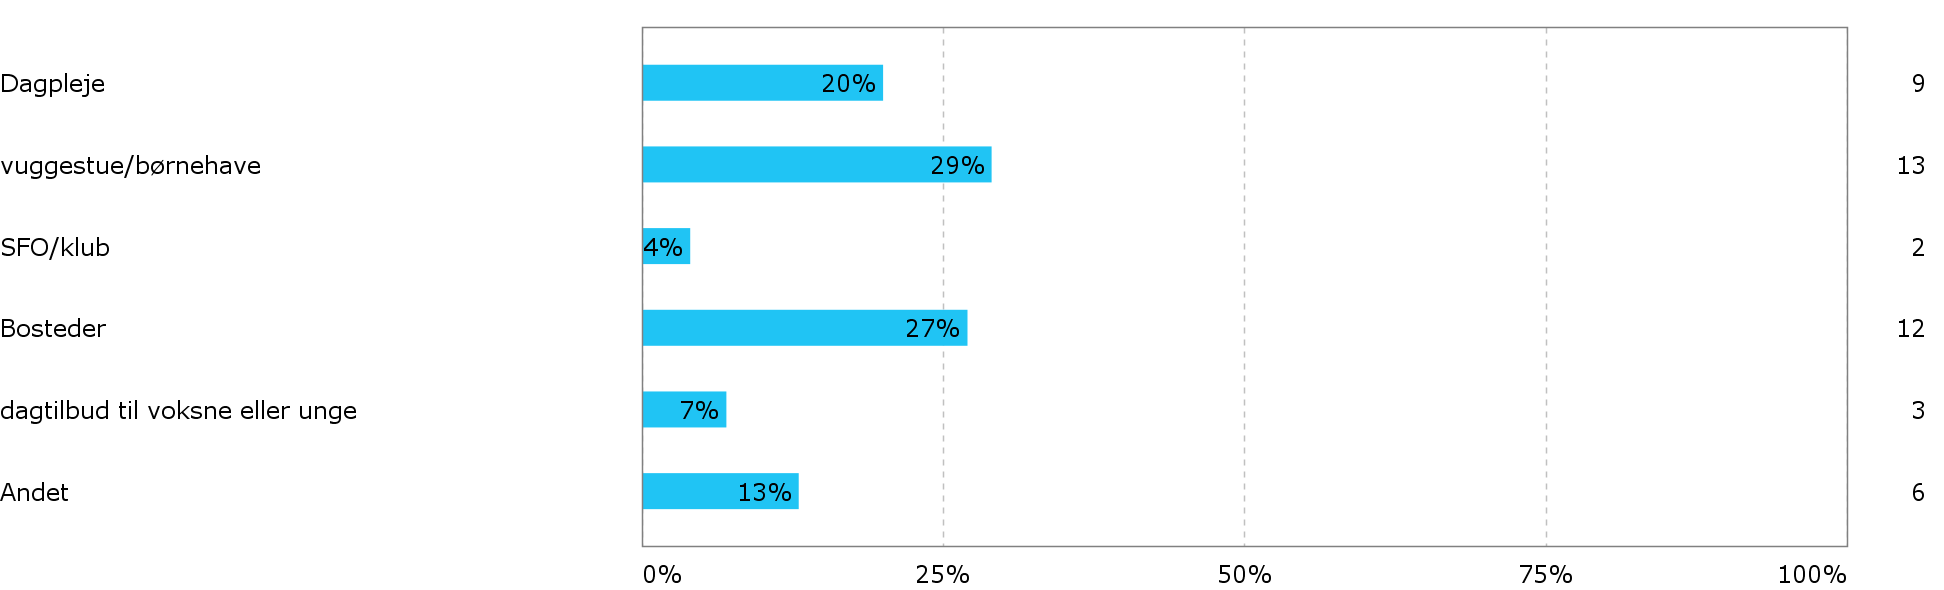 Dagpleje 20% 9
vuggestue/børnehave 29% 13
SFO/klub 4% 2
Bosteder 27% 12
dagtilbud til voksne eller unge 7% 3
Andet 13% 6
0% 25% 50% 75% 100%